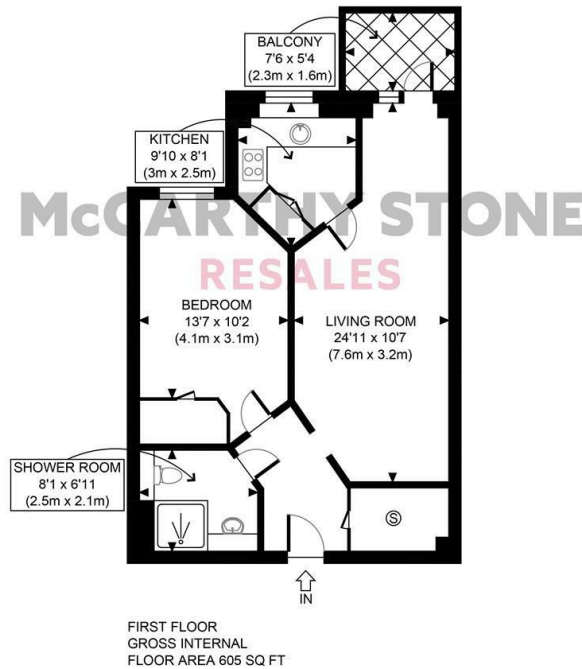 BALCONY
7'6 x 5'4
(2.3m x 1.6m)
KITCHEN
9'10 x 8'1
(3m x 2.5m)
McCARTHY STONE
RESALES
BEDROOM
13'7 x 10'2
(4.1m x 3.1m)
LIVING ROOM
24'11 x 10'7
(7.6m x 3.2m)
SHOWER ROOM
8'1 x 6'11
(2.5m x 2.1m)
S
IN
FIRST FLOOR
GROSS INTERNAL
FLOOR AREA 605 SQ FT